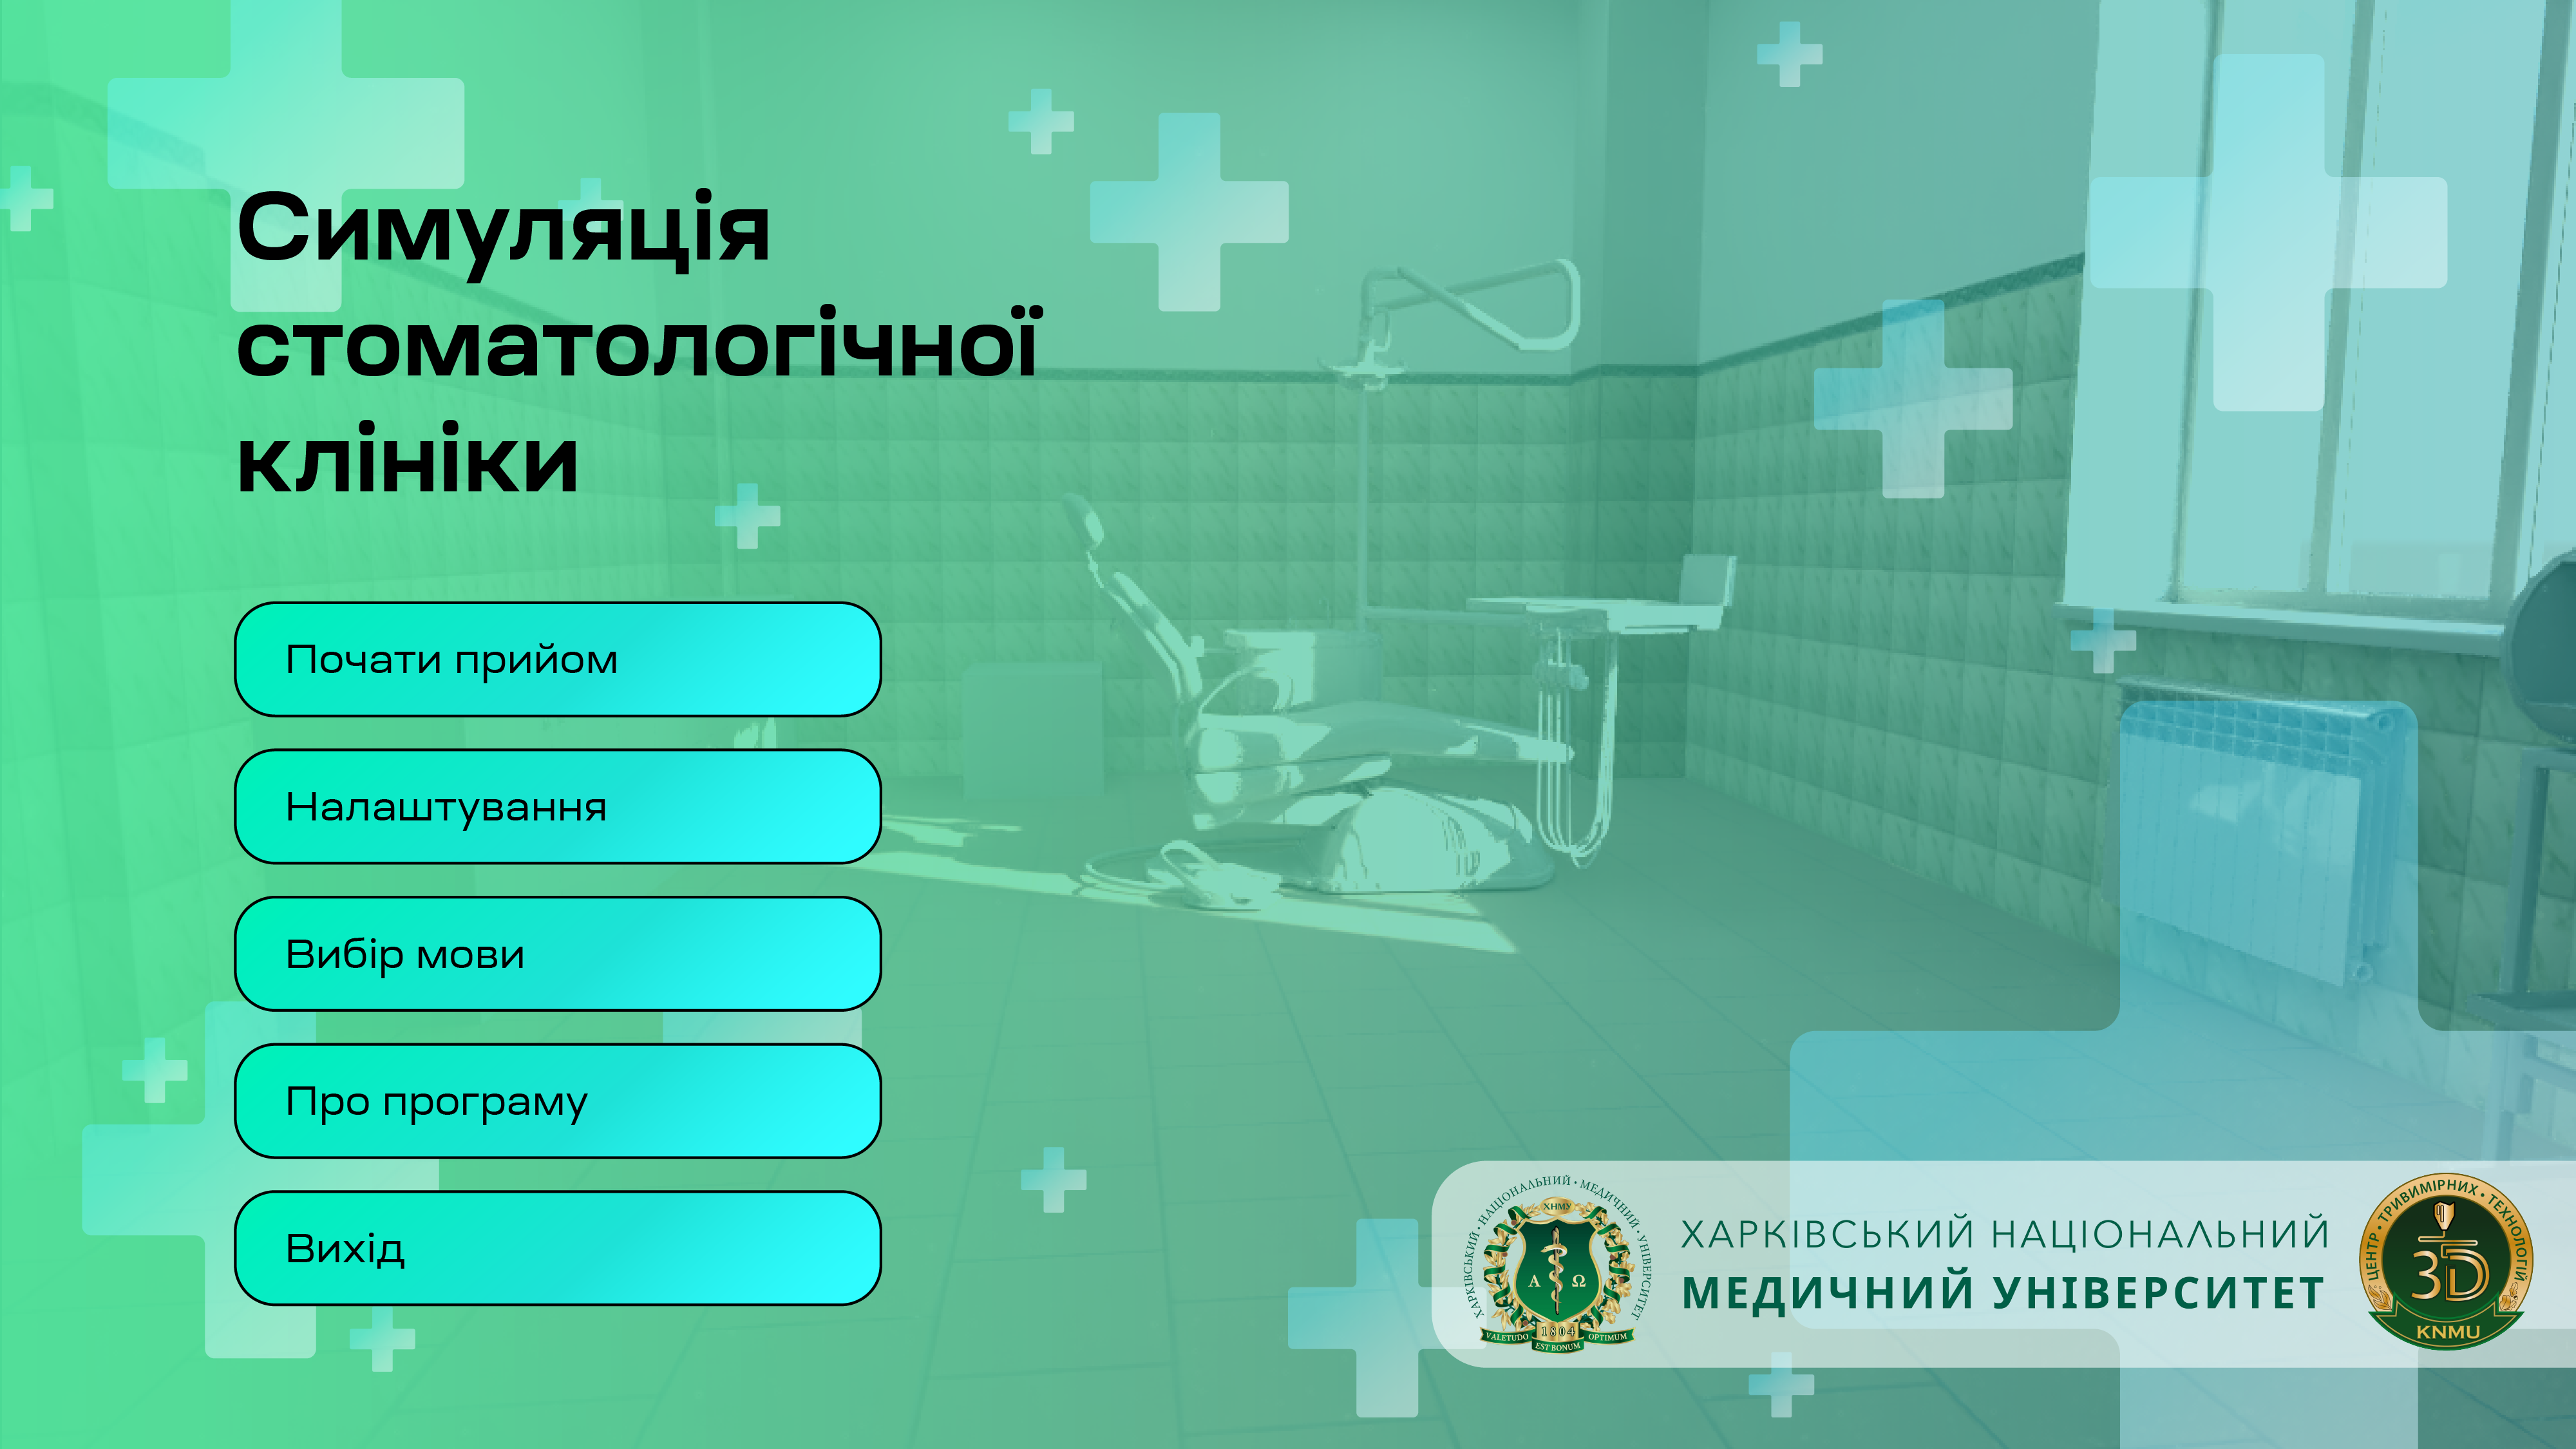 Симуляція
стоматологічної
клініки
Почати прийом
Налаштування
Вибір мови
Про програму
Вихід
ХАРКІВСЬКИЙ • НАЦІОНАЛЬНИЙ • МЕДИЧНИЙ • УНІВЕРСИТЕТ
ХНМУ
Α Ω
1804
VALETUDO OPTIMUM
EST BONUM
ХАРКІВСЬКИЙ НАЦІОНАЛЬНИЙ
МЕДИЧНИЙ УНІВЕРСИТЕТ
ЦЕНТР • ТРИВИМІРНИХ • ТЕХНОЛОГІЙ
3D
KNMU